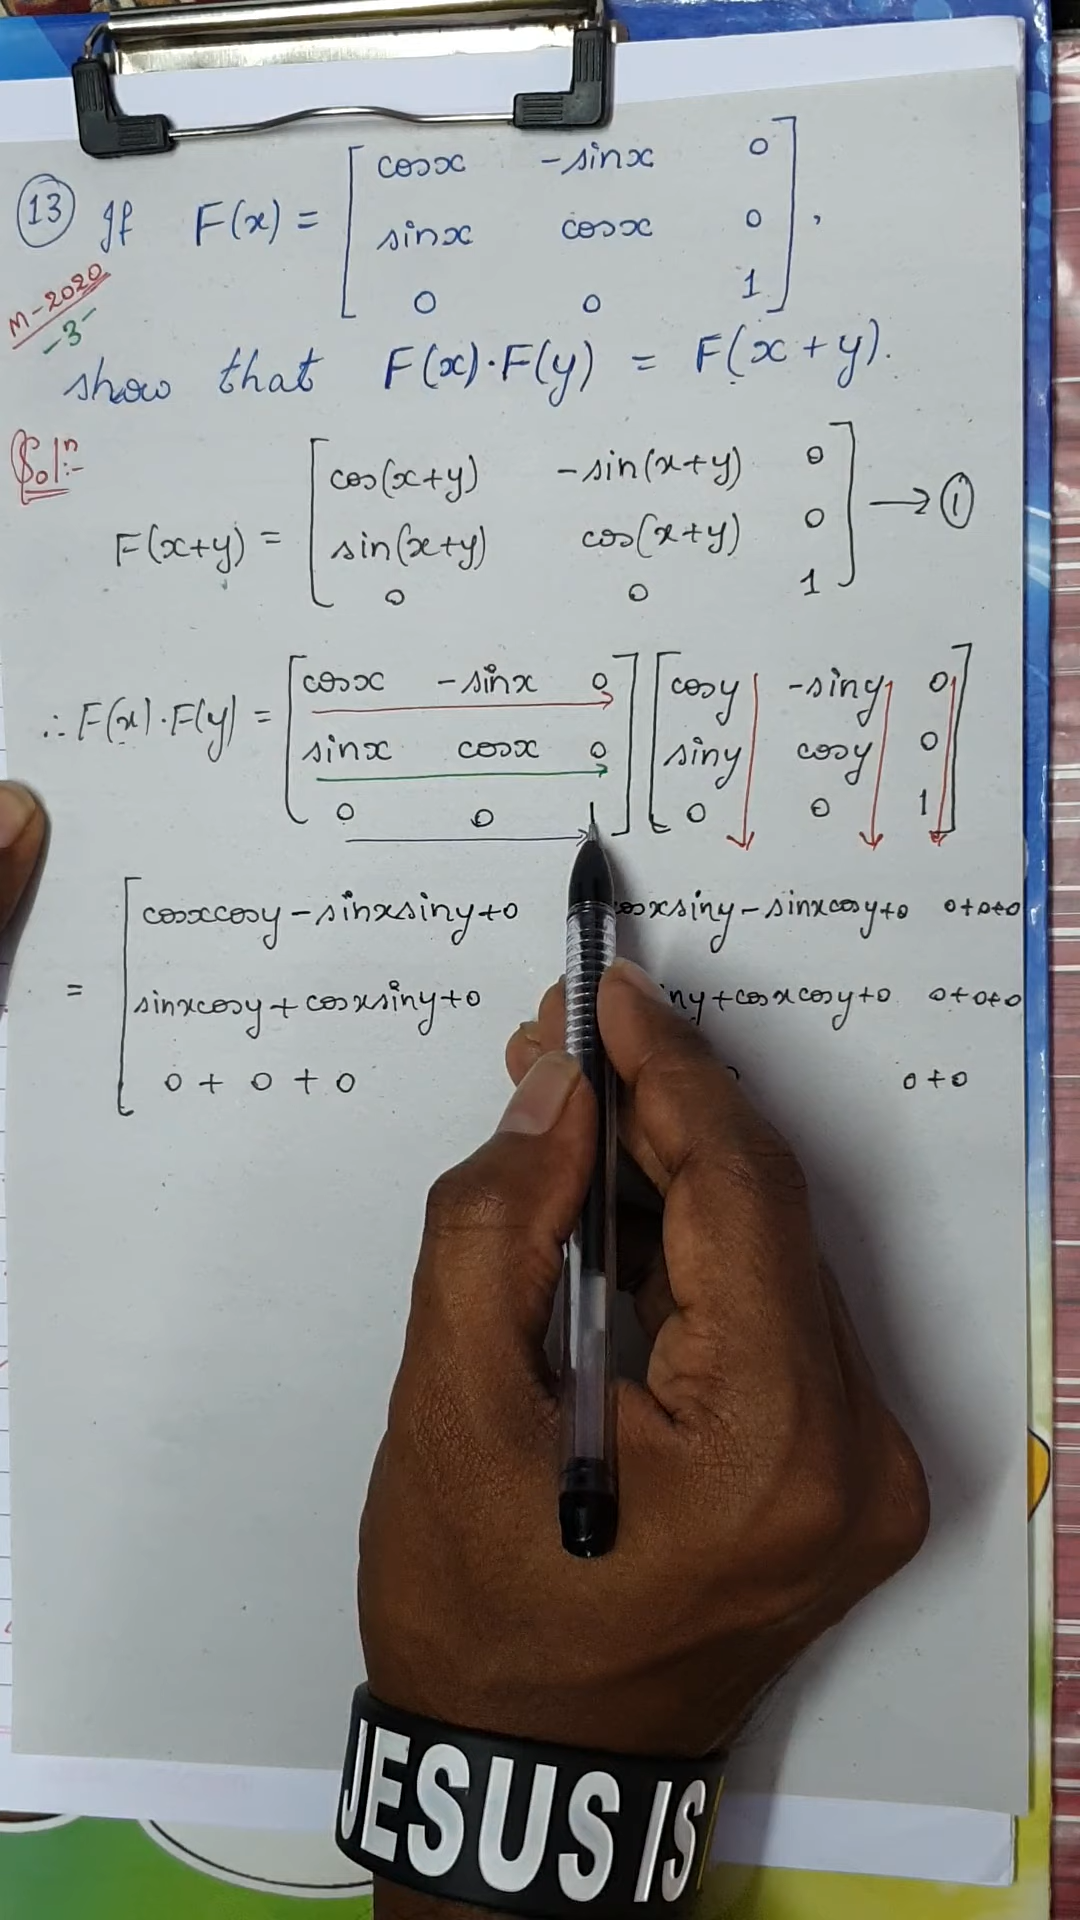 (13) If F(x) = [cosx -sinx 0
sinx cosx 0 ,
0 0 1]
M-2020
-3-
show that F(x)·F(y) = F(x+y).
Solⁿ:-
F(x+y) = [cos(x+y) -sin(x+y) 0
sin(x+y) cos(x+y) 0 → (1)
0 0 1]
∴ F(x)·F(y) = [cosx -sinx 0] [cosy -siny 0]
sinx cosx 0 siny cosy 0
0 0 1 0 0 1
= [cosxcosy-sinxsiny+0 cosxsiny-sinxcosy+0 0+0+0
sinxcosy+cosxsiny+0 +cosxcosy+0 0+0+0
0+0+0 0+0
JESUS IS